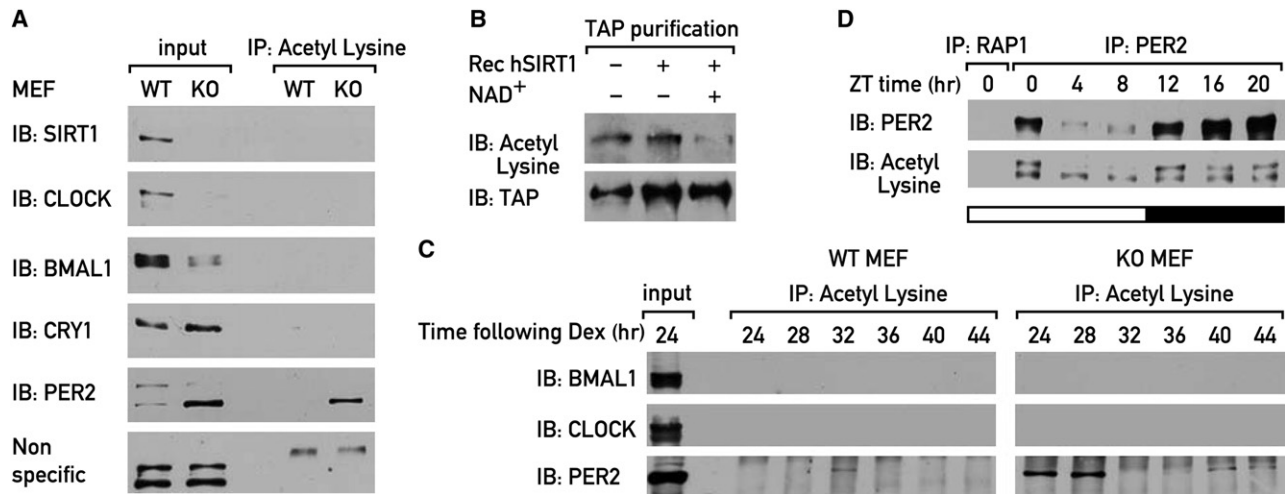 A
input IP: Acetyl Lysine
MEF WT KO WT KO
IB: SIRT1
IB: CLOCK
IB: BMAL1
IB: CRY1
IB: PER2
Non
specific
B
TAP purification
Rec hSIRT1 – + +
NAD+ – – +
IB: Acetyl
Lysine
IB: TAP
D
IP: RAP1 IP: PER2
ZT time (hr) 0 0 4 8 12 16 20
IB: PER2
IB: Acetyl
Lysine
C
WT MEF KO MEF
input IP: Acetyl Lysine IP: Acetyl Lysine
Time following Dex (hr) 24 24 28 32 36 40 44 24 28 32 36 40 44
IB: BMAL1
IB: CLOCK
IB: PER2